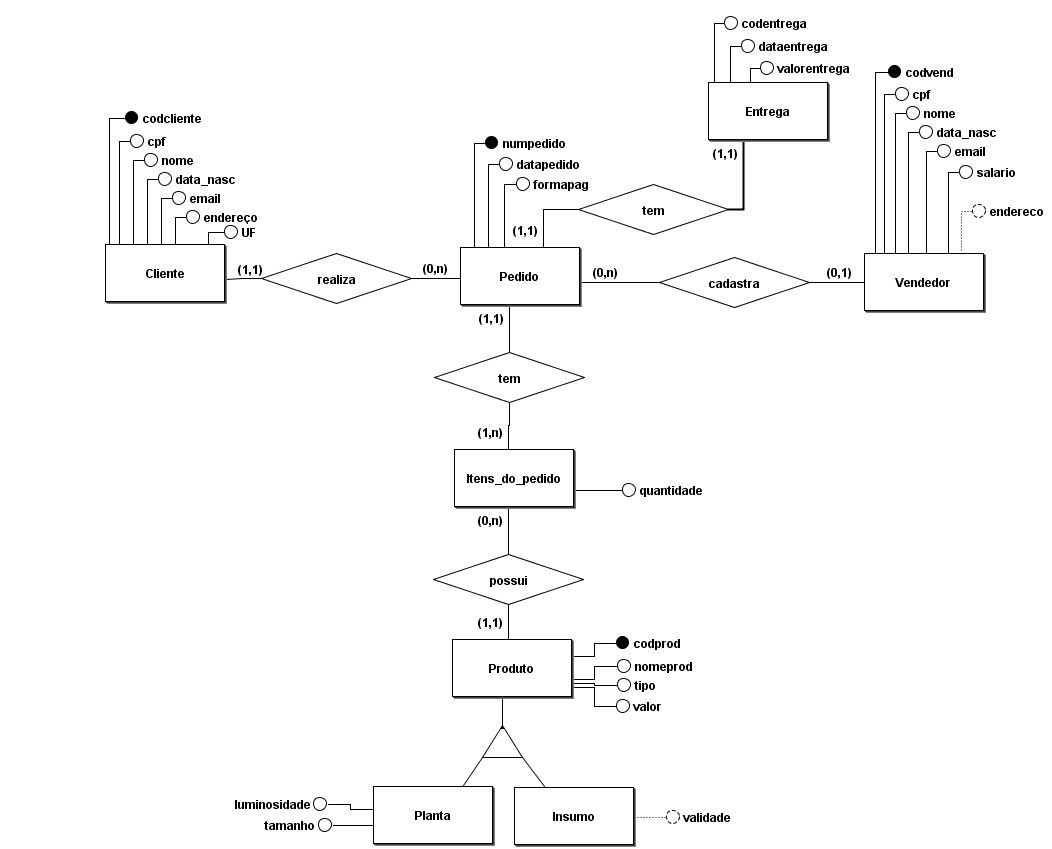 codentrega
dataentrega
valorentrega
Entrega
(1,1)
codvend
cpf
nome
data_nasc
email
salario
endereco
Vendedor
codcliente
cpf
nome
data_nasc
email
endereço
UF
Cliente
numpedido
datapedido
formapag
tem
(1,1)
(1,1)
realiza
(0,n)
Pedido
(0,n)
cadastra
(0,1)
(1,1)
tem
(1,n)
Itens_do_pedido
quantidade
(0,n)
possui
(1,1)
Produto
codprod
nomeprod
tipo
valor
luminosidade
tamanho
Planta
Insumo
validade